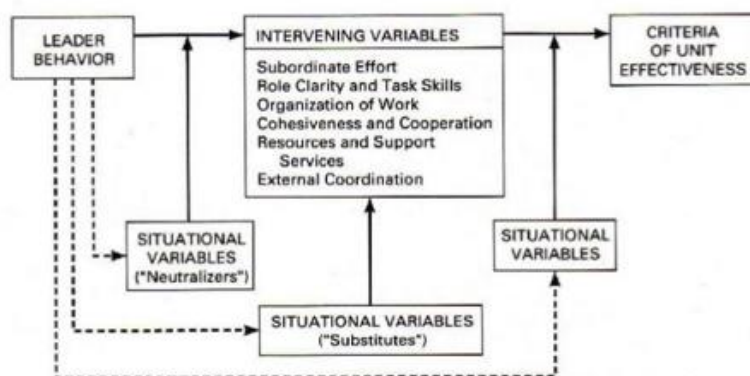 LEADER
BEHAVIOR
INTERVENING VARIABLES
Subordinate Effort
Role Clarity and Task Skills
Organization of Work
Cohesiveness and Cooperation
Resources and Support
Services
External Coordination
CRITERIA
OF UNIT
EFFECTIVENESS
SITUATIONAL
VARIABLES
("Neutralizers")
SITUATIONAL
VARIABLES
SITUATIONAL VARIABLES
("Substitutes")